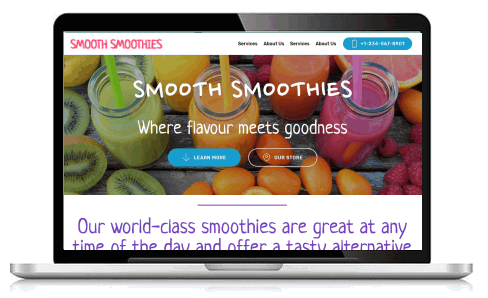 SMOOTH SMOOTHIES
Services About Us Services About Us +1-234-567-8901
SMOOTH SMOOTHIES
Where flavour meets goodness
LEARN MORE OUR STORE
Our world-class smoothies are great at any
time of the day and offer a tasty alternative